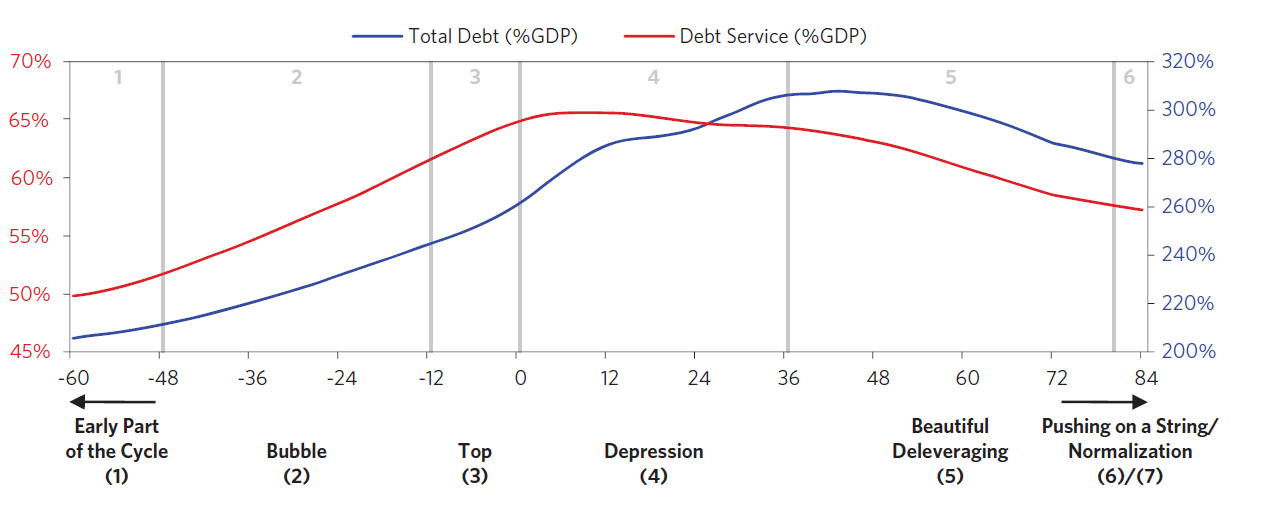 Total Debt (%GDP) Debt Service (%GDP)
70% 320%
1 2 3 4 5 6
300%
65%
280%
60%
260%
55%
240%
50%
220%
45% 200%
-60 -48 -36 -24 -12 0 12 24 36 48 60 72 84
Early Part Beautiful Pushing on a String/
of the Cycle Bubble Top Depression Deleveraging Normalization
(1) (2) (3) (4) (5) (6)/(7)